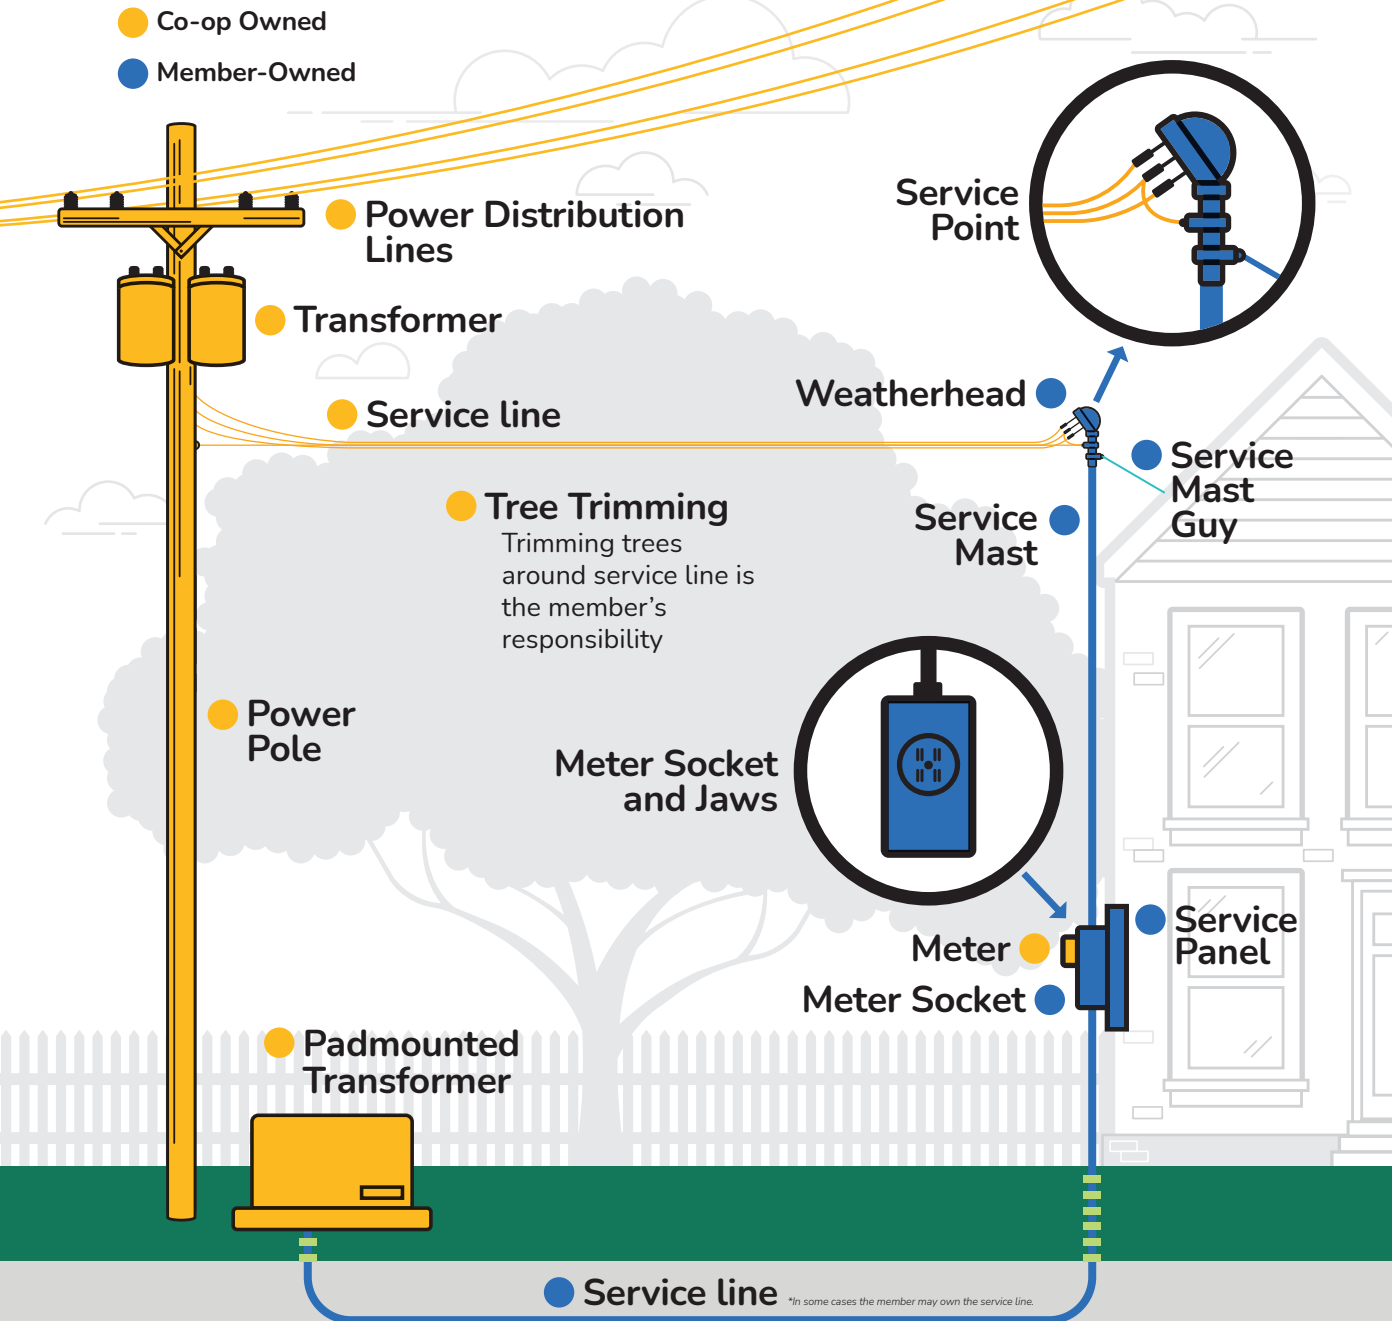 Co-op Owned
Member-Owned
Power Distribution
Lines
Transformer
Service
Point
Service line
Weatherhead
Service
Mast
Guy
Tree Trimming
Trimming trees
around service line is
the member’s
responsibility
Service
Mast
Power
Pole
Meter Socket
and Jaws
Service
Panel
Meter
Meter Socket
Padmounted
Transformer
Service line
*In some cases the member may own the service line.